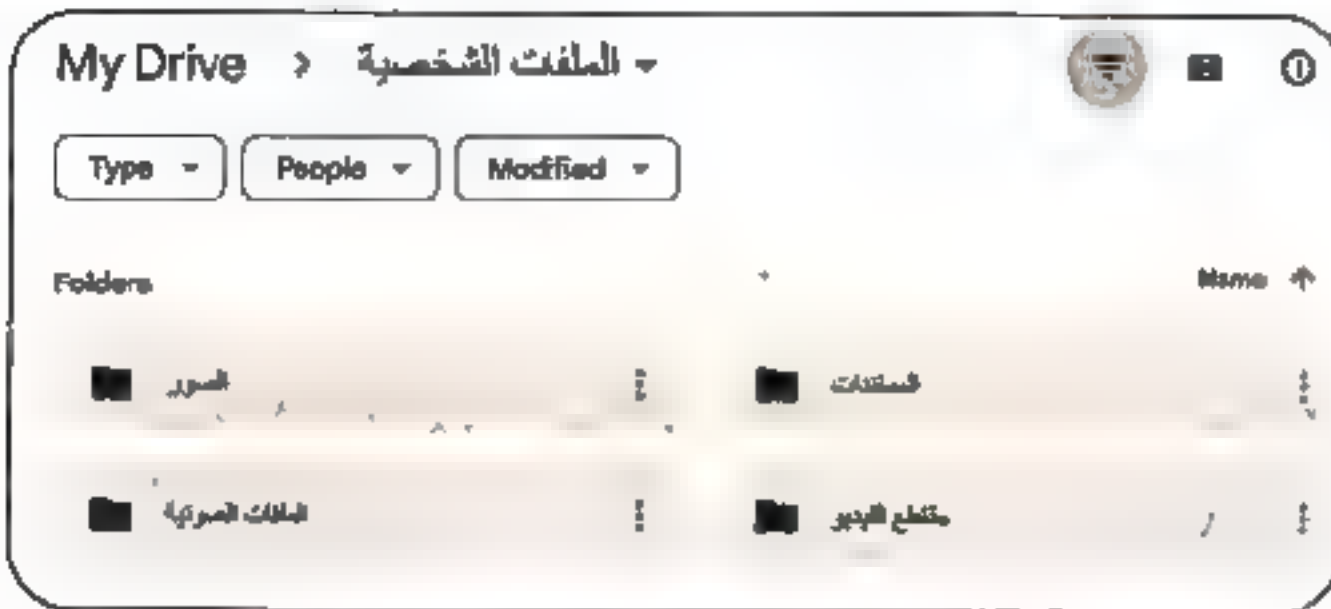 My Drive > الملفات الشخصية
Type People Modified
Folders Name
الصور المستندات
الملفات الصوتية مقاطع الفيديو